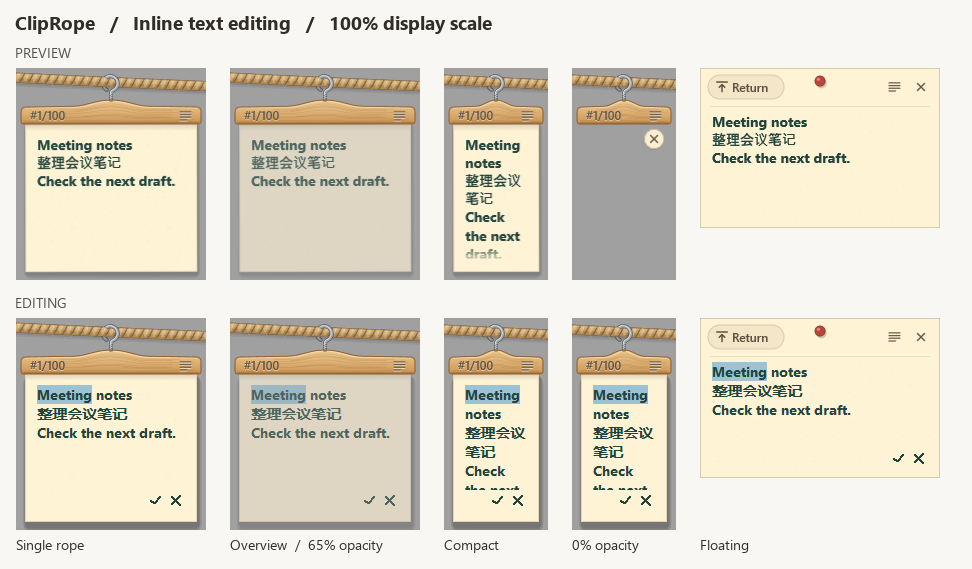 ClipRope / Inline text editing / 100% display scale
PREVIEW
#1/100
Meeting notes
整理会议笔记
Check the next draft.
#1/100
Meeting notes
整理会议笔记
Check the next draft.
#1/100
Meeting
notes
整理会议
笔记
Check
the next
draft.
#1/100
Return
Meeting notes
整理会议笔记
Check the next draft.
EDITING
#1/100
Meeting notes
整理会议笔记
Check the next draft.
#1/100
Meeting notes
整理会议笔记
Check the next draft.
#1/100
Meeting
notes
整理会议
笔记
Check
the next
#1/100
Meeting
notes
整理会议
笔记
Check
the next
Return
Meeting notes
整理会议笔记
Check the next draft.
Single rope
Overview / 65% opacity
Compact
0% opacity
Floating